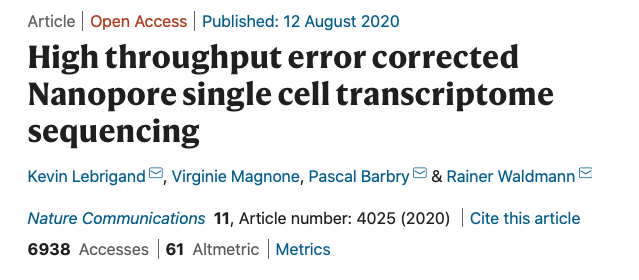 Article | Open Access | Published: 12 August 2020
High throughput error corrected
Nanopore single cell transcriptome
sequencing
Kevin Lebrigand, Virginie Magnone, Pascal Barbry & Rainer Waldmann
Nature Communications 11, Article number: 4025 (2020) | Cite this article
6938 Accesses | 61 Altmetric | Metrics